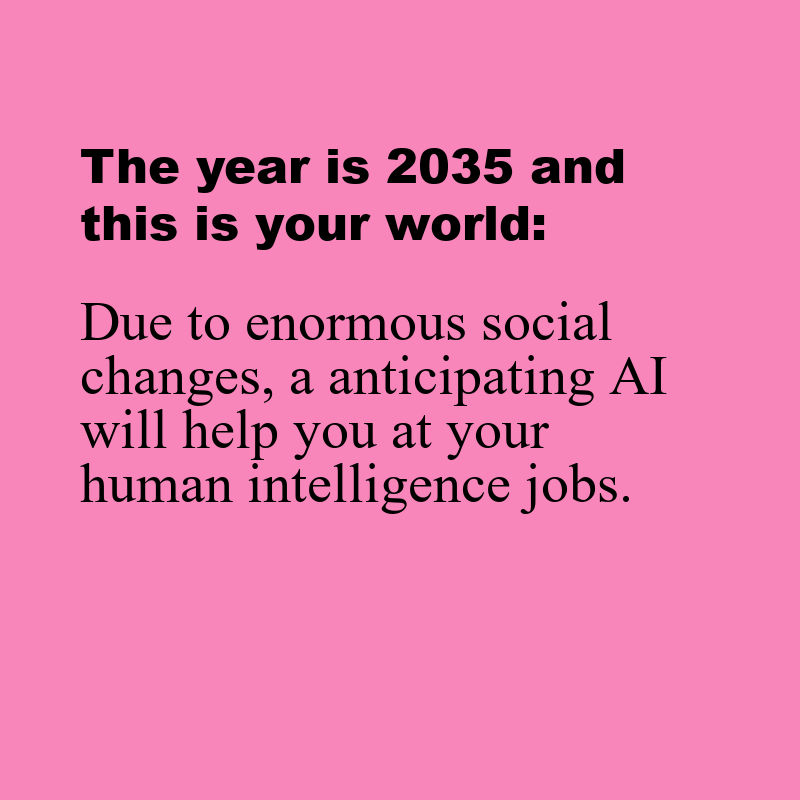 The year is 2035 and
this is your world:
Due to enormous social
changes, a anticipating AI
will help you at your
human intelligence jobs.